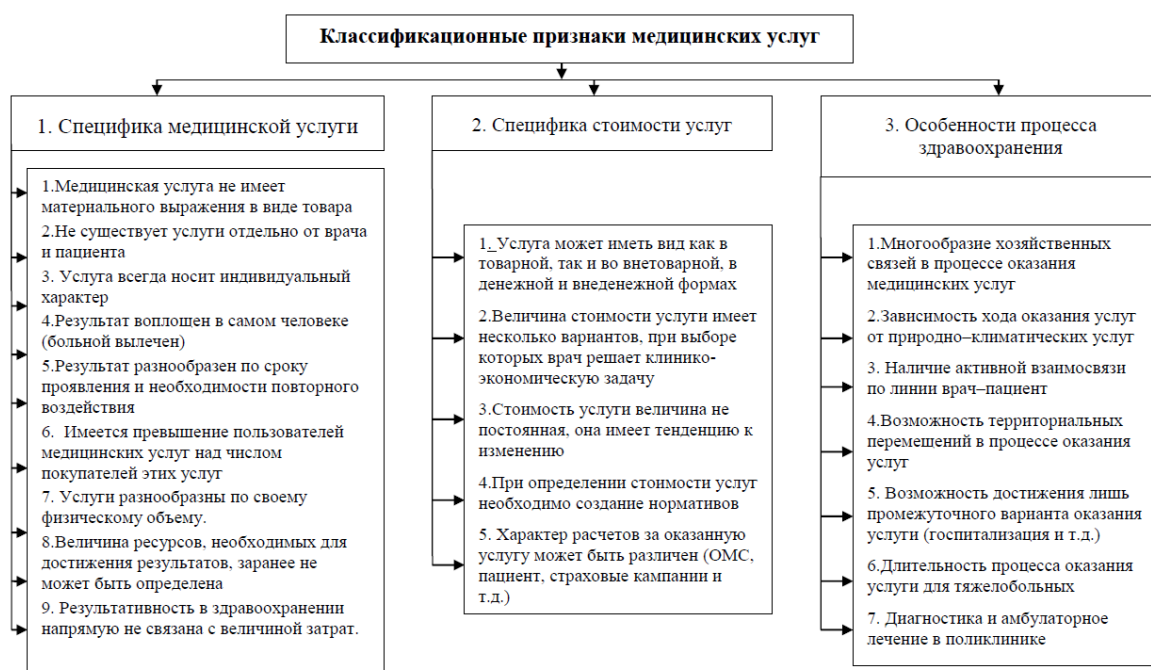 Классификационные признаки медицинских услуг
1. Специфика медицинской услуги
1.Медицинская услуга не имеет
материального выражения в виде товара
2.Не существует услуги отдельно от врача
и пациента
3. Услуга всегда носит индивидуальный
характер
4.Результат воплощен в самом человеке
(больной вылечен)
5.Результат разнообразен по сроку
проявления и необходимости повторного
воздействия
6. Имеется превышение пользователей
медицинских услуг над числом
покупателей этих услуг
7. Услуги разнообразны по своему
физическому объему.
8.Величина ресурсов, необходимых для
достижения результатов, заранее не
может быть определена
9. Результативность в здравоохранении
напрямую не связана с величиной затрат.
2. Специфика стоимости услуг
1. Услуга может иметь вид как в
товарной, так и во внетоварной, в
денежной и внеденежной формах
2.Величина стоимости услуги имеет
несколько вариантов, при выборе
которых врач решает клинико-
экономическую задачу
3.Стоимость услуги величина не
постоянная, она имеет тенденцию к
изменению
4.При определении стоимости услуг
необходимо создание нормативов
5. Характер расчетов за оказанную
услугу может быть различен (ОМС,
пациент, страховые кампании и
т.д.)
3. Особенности процесса
здравоохранения
1.Многообразие хозяйственных
связей в процессе оказания
медицинских услуг
2.Зависимость хода оказания услуг
от природно–климатических услуг
3. Наличие активной взаимосвязи
по линии врач–пациент
4.Возможность территориальных
перемещений в процессе оказания
услуг
5. Возможность достижения лишь
промежуточного варианта оказания
услуги (госпитализация и т.д.)
6.Длительность процесса оказания
услуги для тяжелобольных
7. Диагностика и амбулаторное
лечение в поликлинике